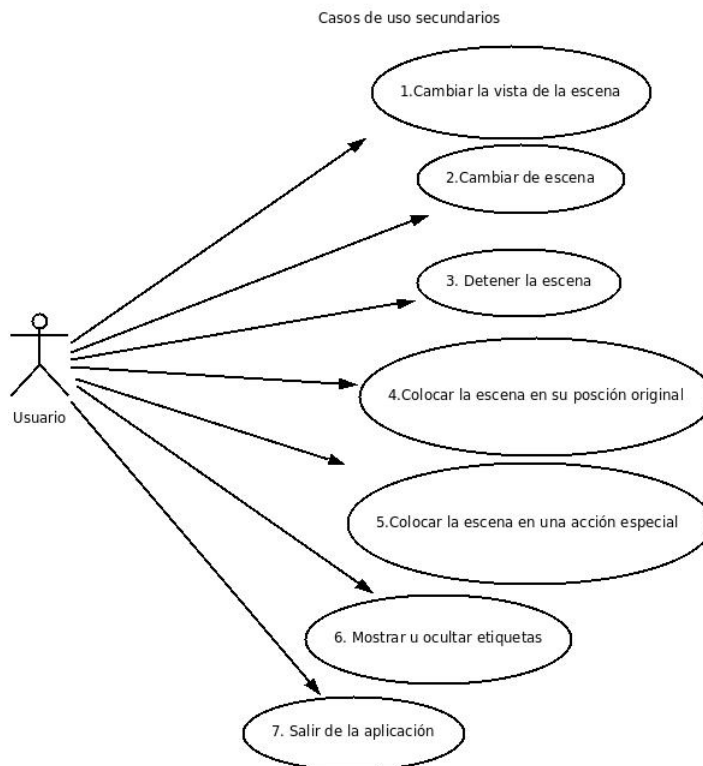 Casos de uso secundarios
1.Cambiar la vista de la escena
2.Cambiar de escena
3. Detener la escena
4.Colocar la escena en su posción original
Usuario
5.Colocar la escena en una acción especial
6. Mostrar u ocultar etiquetas
7. Salir de la aplicación